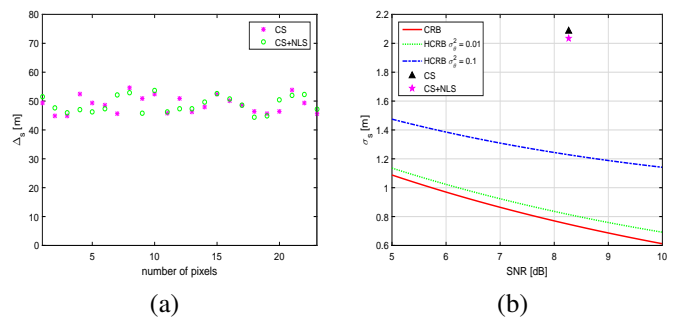 80
70
60
50
40
30
20
10
0
5
10
15
20
Δs [m]
number of pixels
CS
CS+NLS
(a)
2.2
2
1.8
1.6
1.4
1.2
1
0.8
0.6
5
6
7
8
9
10
σs [m]
SNR [dB]
CRB
HCRB σ²θ = 0.01
HCRB σ²θ = 0.1
CS
CS+NLS
(b)